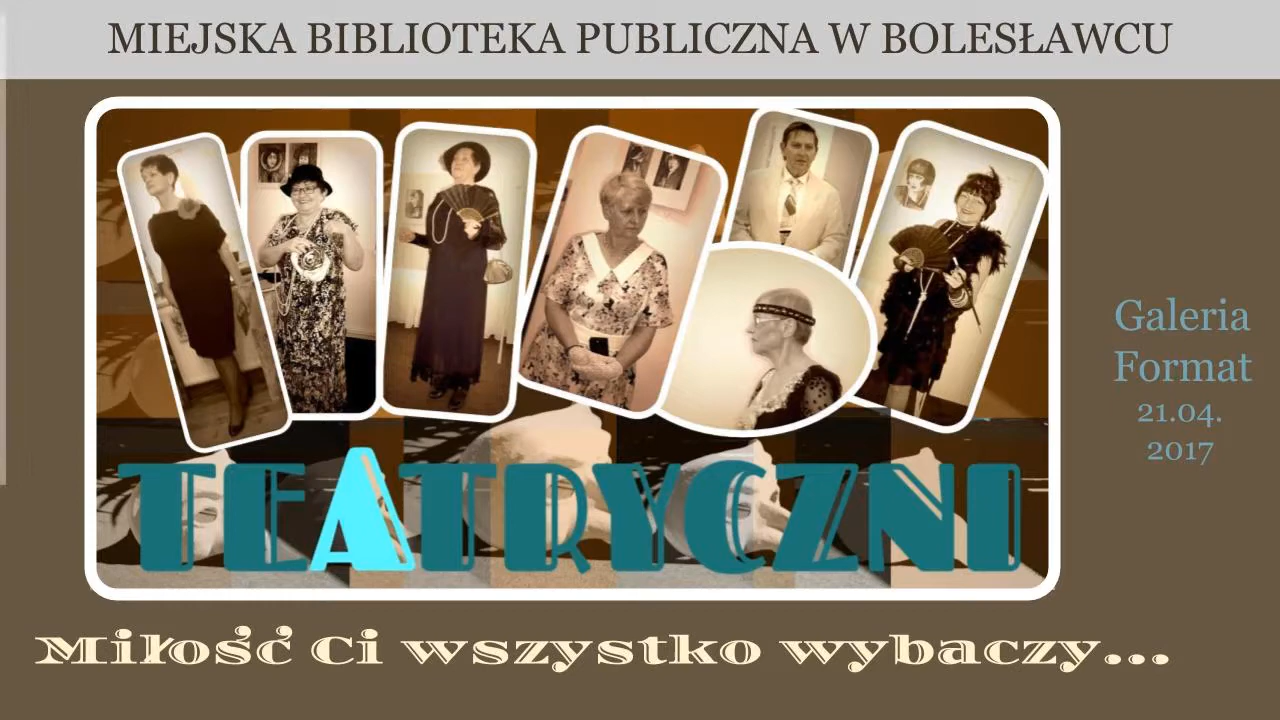 MIEJSKA BIBLIOTEKA PUBLICZNA W BOLESŁAWCU
TEATRYCZNI
Galeria
Format
21.04.
2017
Miłość Ci wszystko wybaczy...